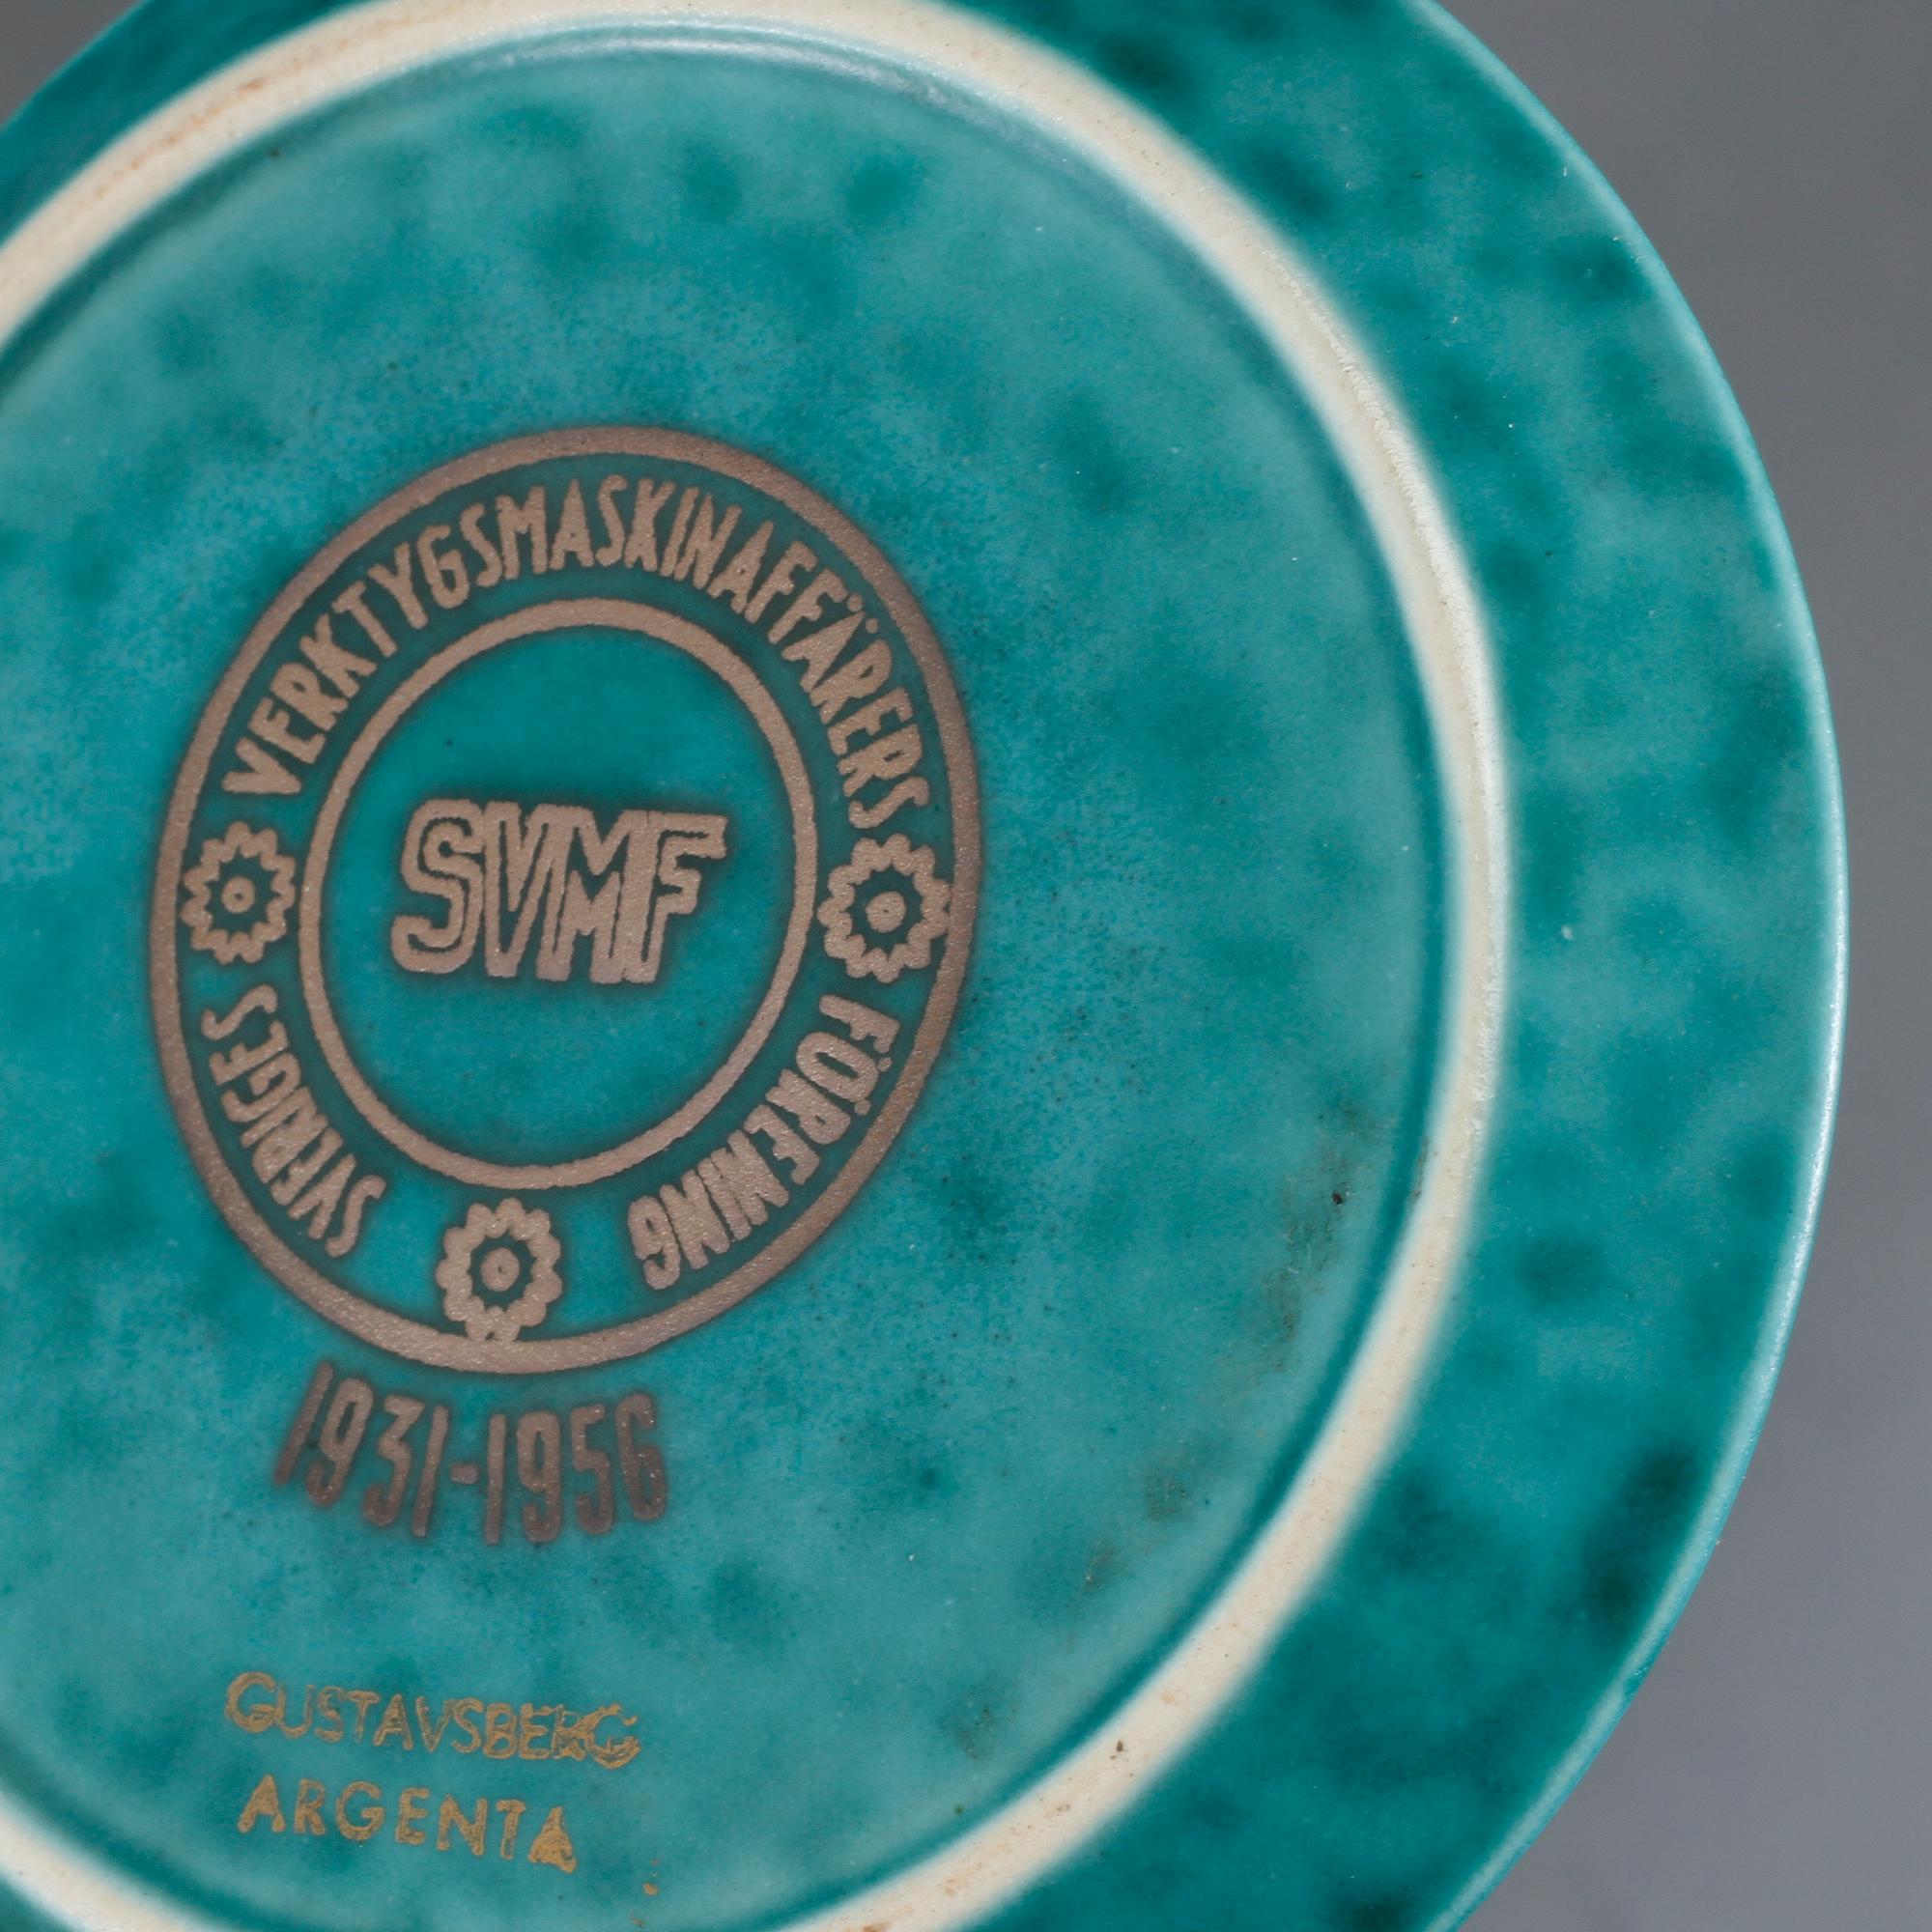 SVERIGES VERKTYGSMASKINAFFÄRERS FÖRENING
SVMF
1931-1956
GUSTAVSBERG
ARGENTA